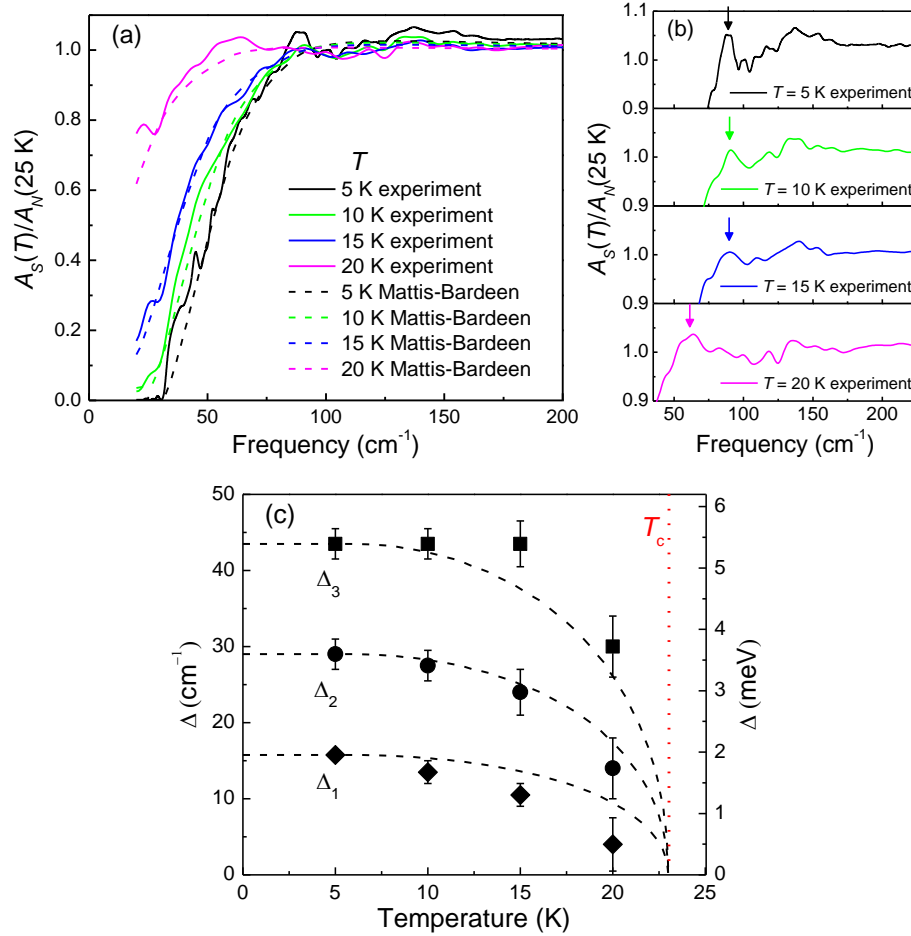 (a)
1.0
0.8
0.6
0.4
0.2
0.0
A_S(T)/A_N(25 K)
T
5 K experiment
10 K experiment
15 K experiment
20 K experiment
5 K Mattis-Bardeen
10 K Mattis-Bardeen
15 K Mattis-Bardeen
20 K Mattis-Bardeen
0 50 100 150 200
Frequency (cm⁻¹)
(b)
1.1
1.0
0.9
T = 5 K experiment
1.0
0.9
T = 10 K experiment
1.0
0.9
T = 15 K experiment
1.0
0.9
T = 20 K experiment
A_S(T)/A_N(25 K)
50 100 150 200
Frequency (cm⁻¹)
(c)
50
40
30
20
10
0
Δ (cm⁻¹)
Δ₃
Δ₂
Δ₁
T_c
6
5
4
3
2
1
0
Δ (meV)
0 5 10 15 20 25
Temperature (K)